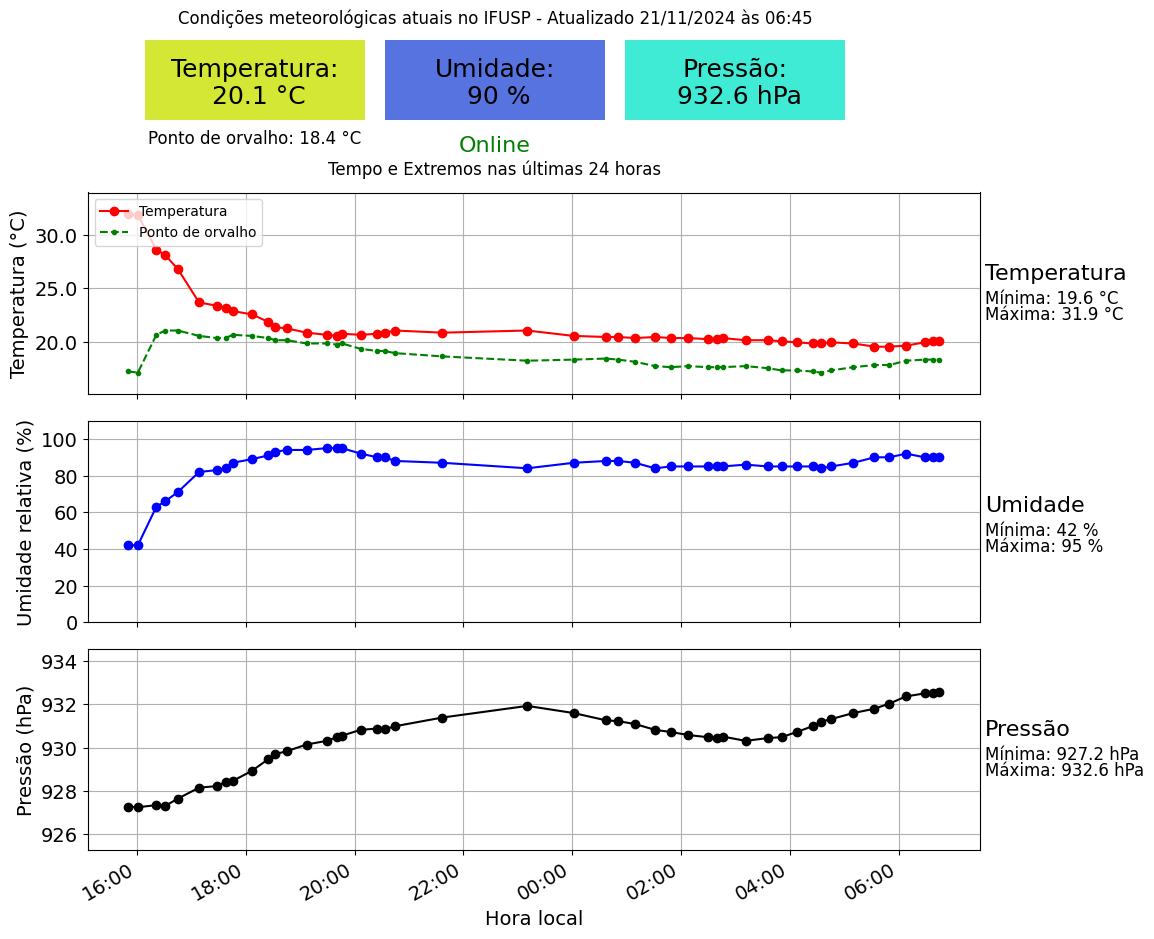 Condições meteorológicas atuais no IFUSP - Atualizado 21/11/2024 às 06:45
Temperatura:
20.1 °C
Umidade:
90 %
Pressão:
932.6 hPa
Ponto de orvalho: 18.4 °C
Online
Tempo e Extremos nas últimas 24 horas
Temperatura (°C)
30.0
25.0
20.0
Temperatura
Ponto de orvalho
Temperatura
Mínima: 19.6 °C
Máxima: 31.9 °C
Umidade relativa (%)
100
80
60
40
20
0
Umidade
Mínima: 42 %
Máxima: 95 %
Pressão (hPa)
934
932
930
928
926
Pressão
Mínima: 927.2 hPa
Máxima: 932.6 hPa
16:00 18:00 20:00 22:00 00:00 02:00 04:00 06:00
Hora local